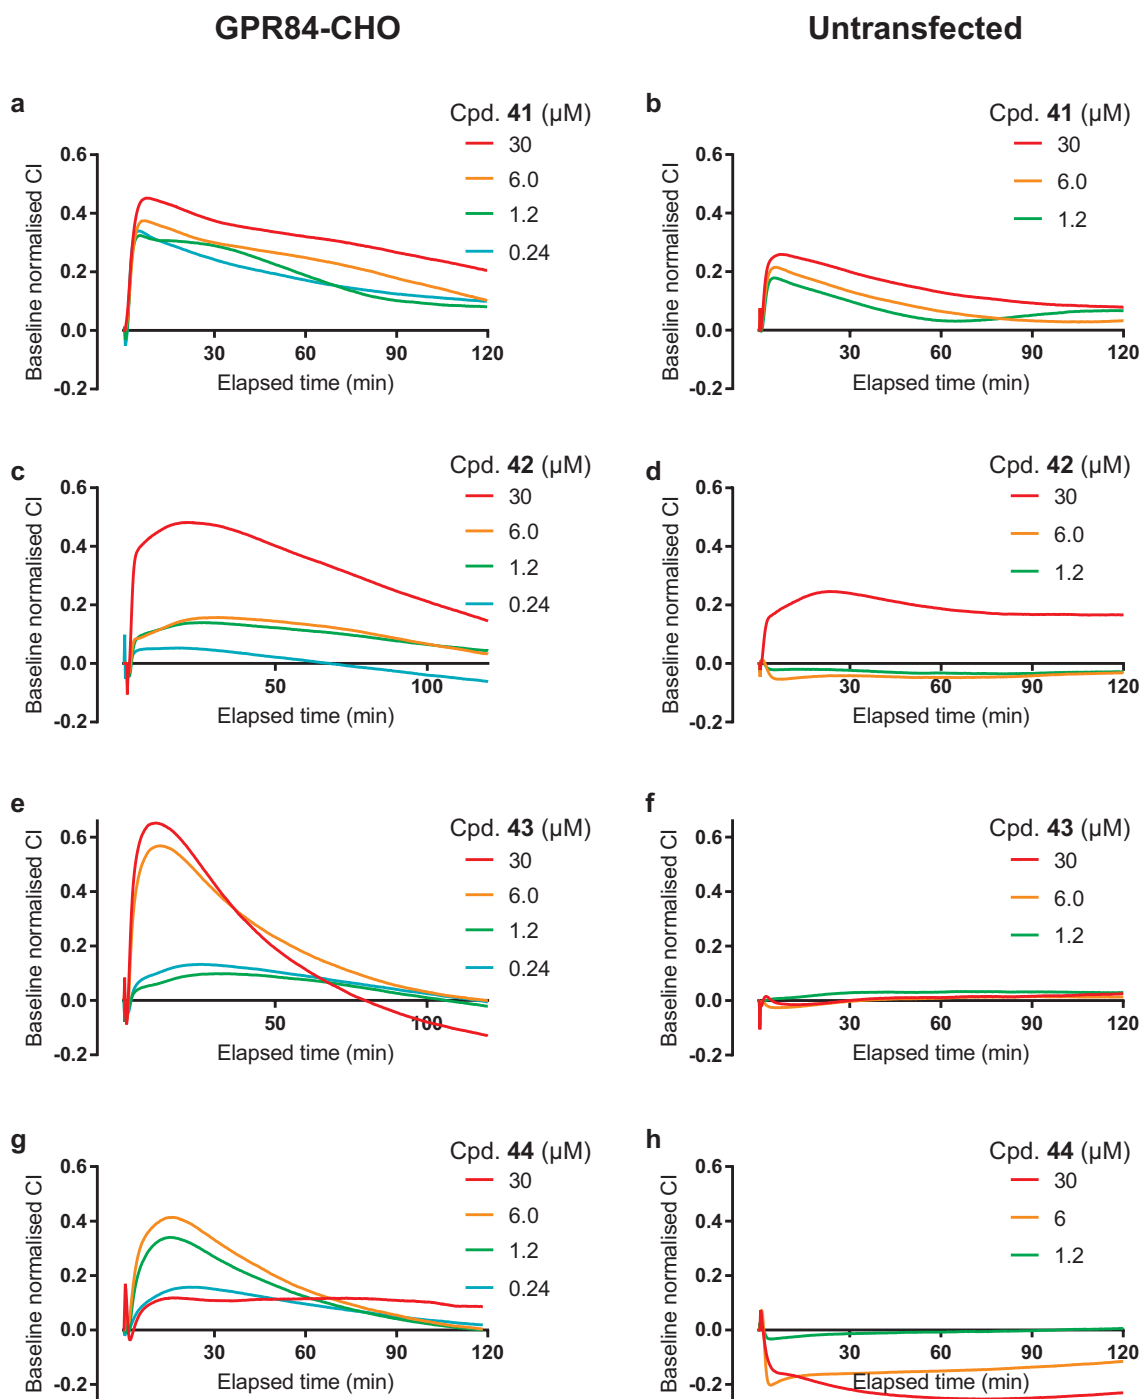 GPR84-CHO
Untransfected
a
Cpd. 41 (µM)
30
6.0
1.2
0.24
Baseline normalised CI
0.6
0.4
0.2
0.0
-0.2
30
60
90
120
Elapsed time (min)
b
Cpd. 41 (µM)
30
6.0
1.2
Baseline normalised CI
0.6
0.4
0.2
0.0
-0.2
30
60
90
120
Elapsed time (min)
c
Cpd. 42 (µM)
30
6.0
1.2
0.24
Baseline normalised CI
0.6
0.4
0.2
0.0
-0.2
50
100
Elapsed time (min)
d
Cpd. 42 (µM)
30
6.0
1.2
Baseline normalised CI
0.6
0.4
0.2
0.0
-0.2
30
60
90
120
Elapsed time (min)
e
Cpd. 43 (µM)
30
6.0
1.2
0.24
Baseline normalised CI
0.6
0.4
0.2
0.0
-0.2
50
100
Elapsed time (min)
f
Cpd. 43 (µM)
30
6.0
1.2
Baseline normalised CI
0.6
0.4
0.2
0.0
-0.2
30
60
90
120
Elapsed time (min)
g
Cpd. 44 (µM)
30
6.0
1.2
0.24
Baseline normalised CI
0.6
0.4
0.2
0.0
-0.2
30
60
90
120
Elapsed time (min)
h
Cpd. 44 (µM)
30
6
1.2
Baseline normalised CI
0.6
0.4
0.2
0.0
-0.2
30
60
90
120
Elapsed time (min)